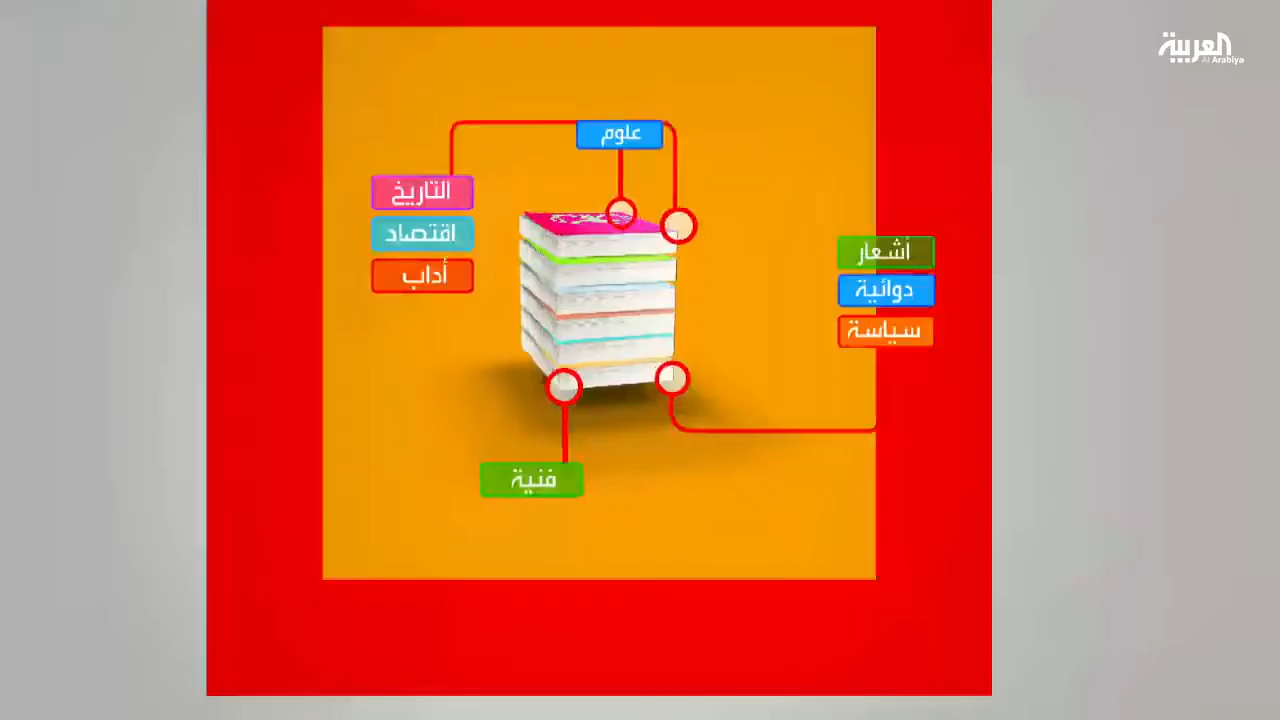 العربية
Al Arabiya
علوم
التاريخ
اقتصاد
أداب
أشعار
دوائية
سياسة
فنية